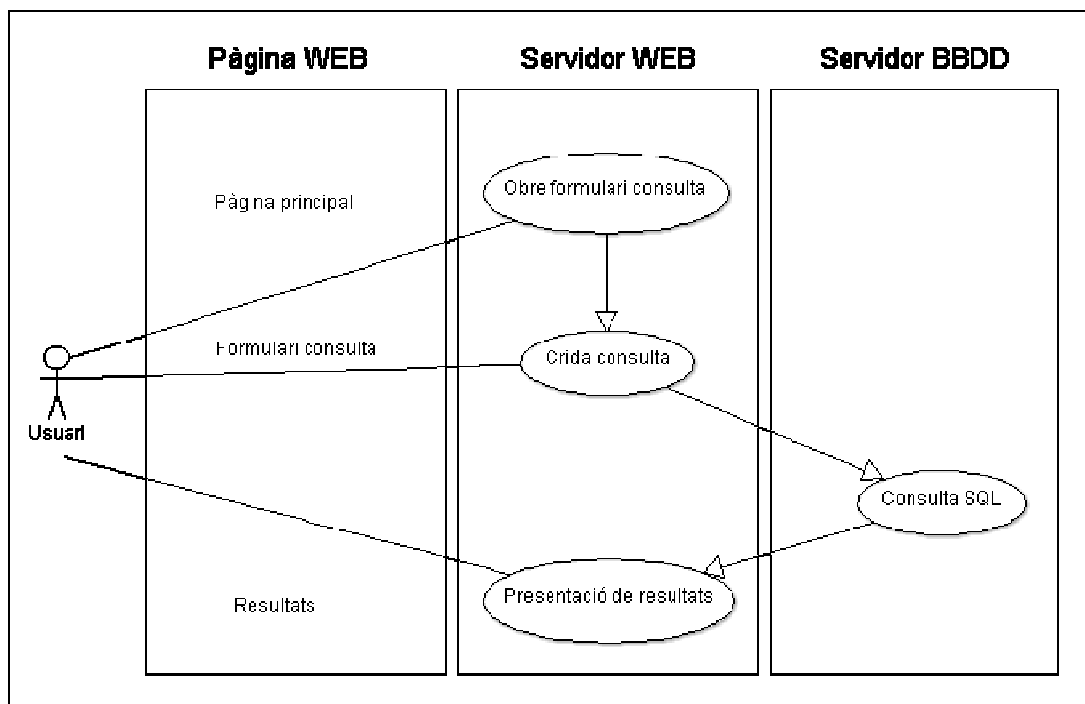 Pàgina WEB
Servidor WEB
Servidor BBDD
Obre formulari consulta
Pàgina principal
Formulari consulta
Crida consulta
Usuari
Consulta SQL
Presentació de resultats
Resultats